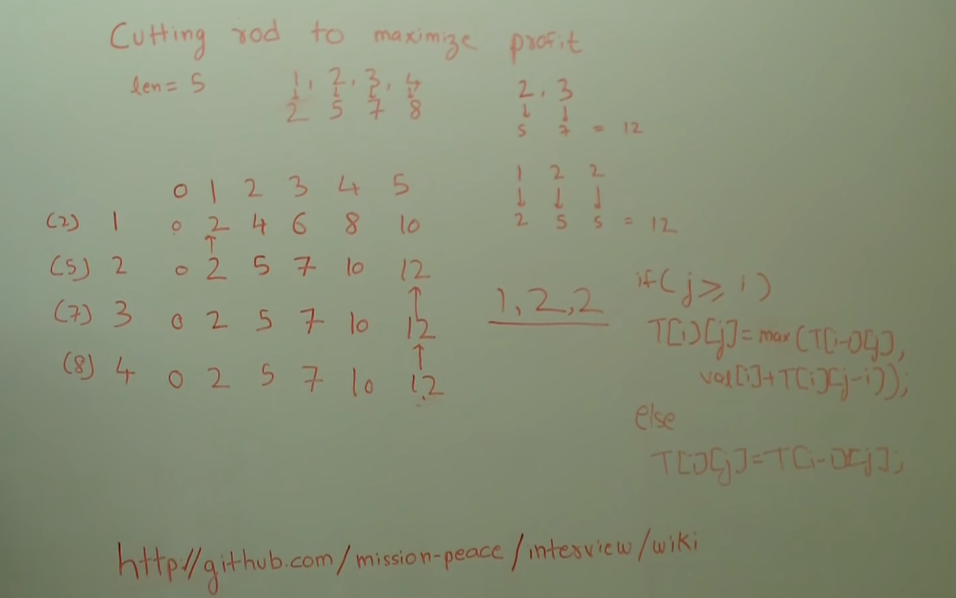 Cutting rod to maximize profit
len = 5
1, 2, 3, 4
↓ ↓ ↓ ↓
2 5 7 8
2, 3
↓ ↓
5 7 = 12
1 2 2
↓ ↓ ↓
2 5 5 = 12
0 1 2 3 4 5
(2) 1 0 2 4 6 8 10
↑
(5) 2 0 2 5 7 10 12
↑
(7) 3 0 2 5 7 10 12
↑
(8) 4 0 2 5 7 10 12
1, 2, 2
if( j ≥ i )
T[i][j] = max(T[i-1][j],
val[i] + T[i][j-i]);
else
T[i][j] = T[i-1][j];
http://github.com/mission-peace/interview/wiki